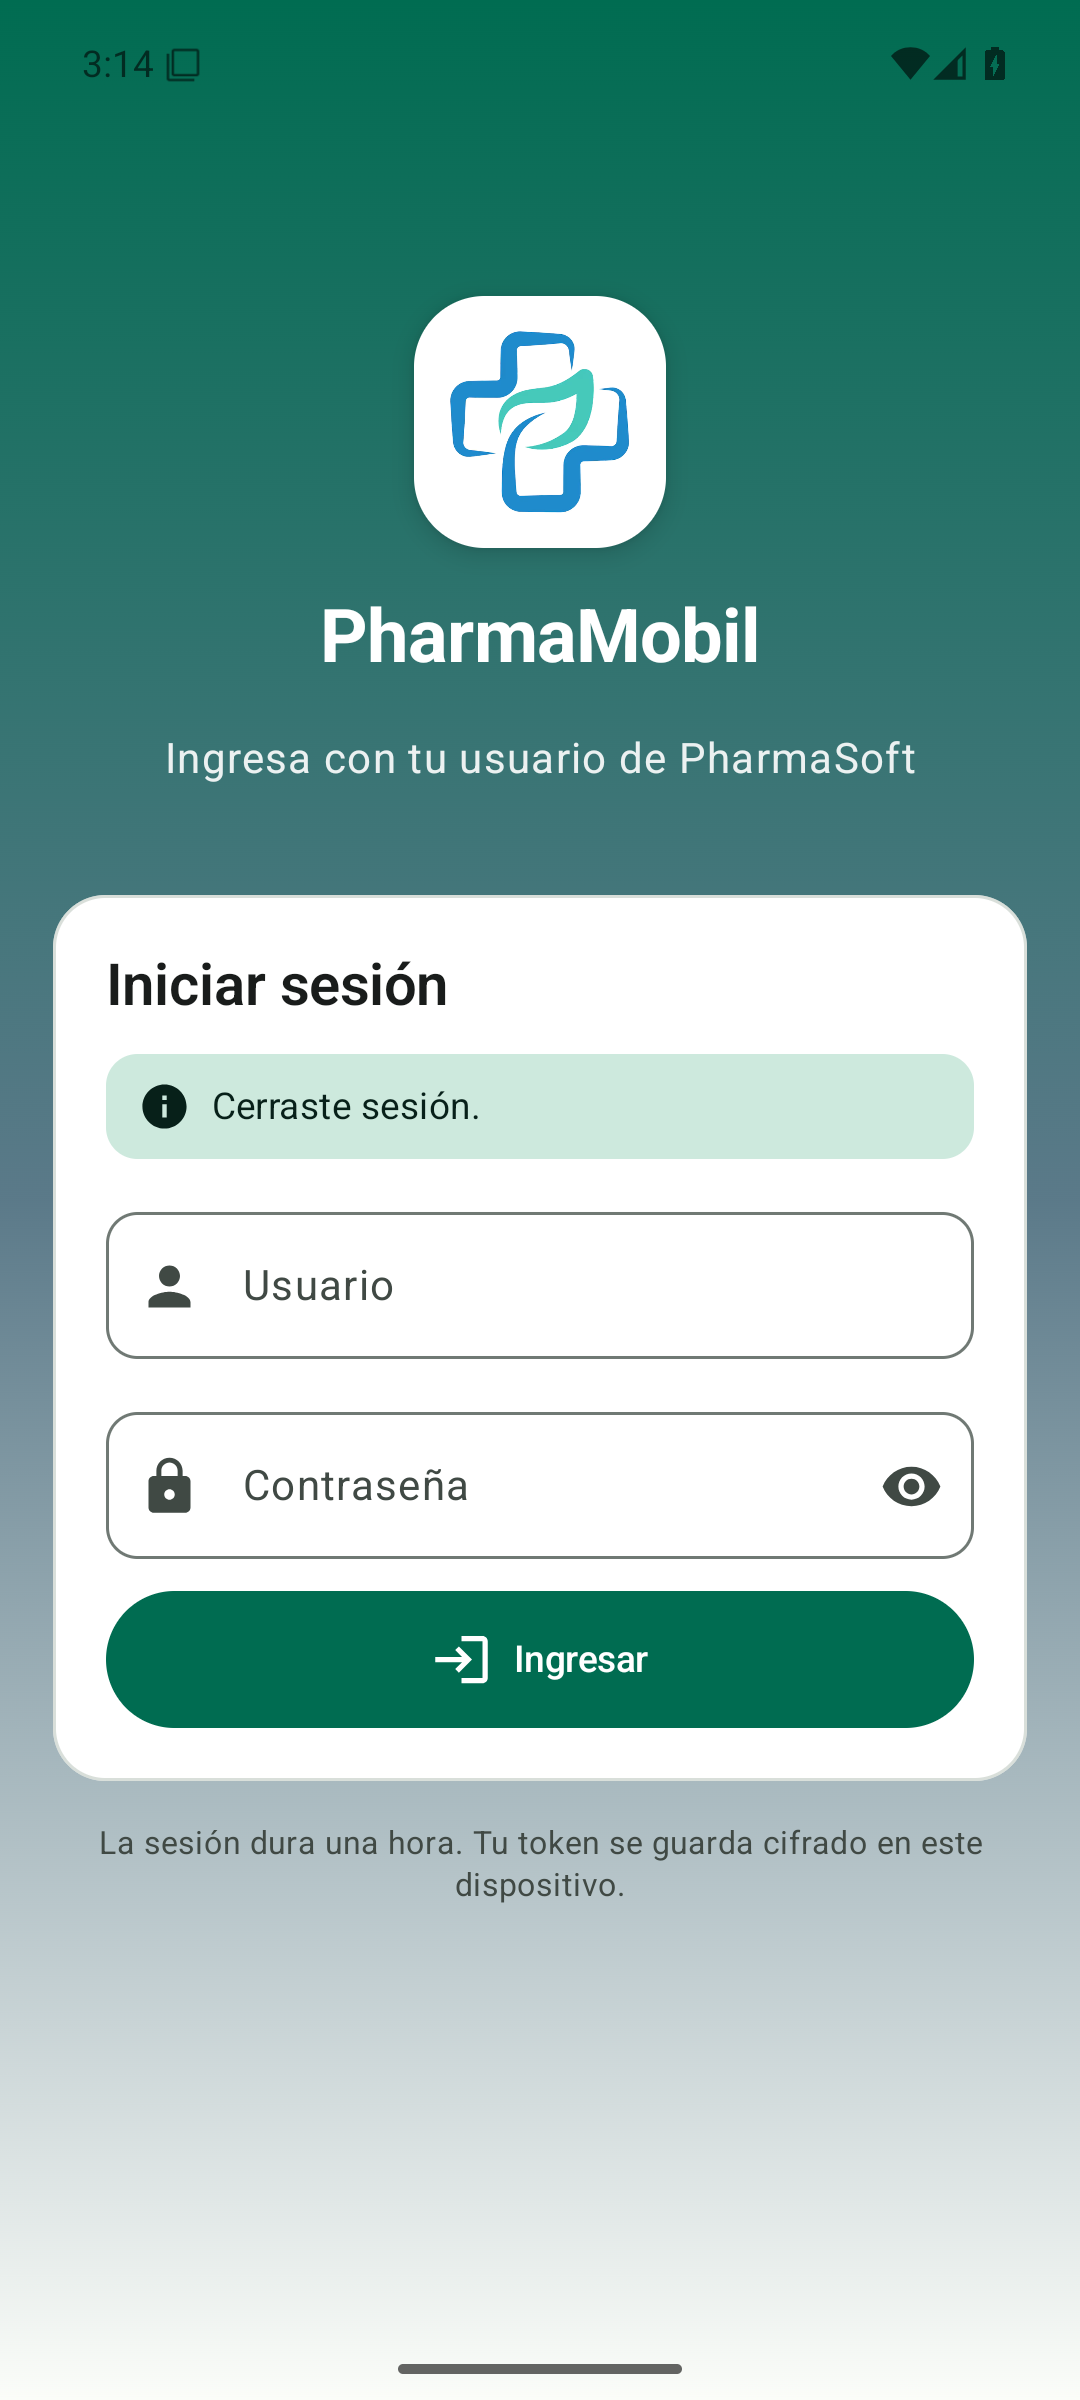 3:14
PharmaMobil
Ingresa con tu usuario de PharmaSoft
Iniciar sesión
Cerraste sesión.
Usuario
Contraseña
Ingresar
La sesión dura una hora. Tu token se guarda cifrado en este
dispositivo.